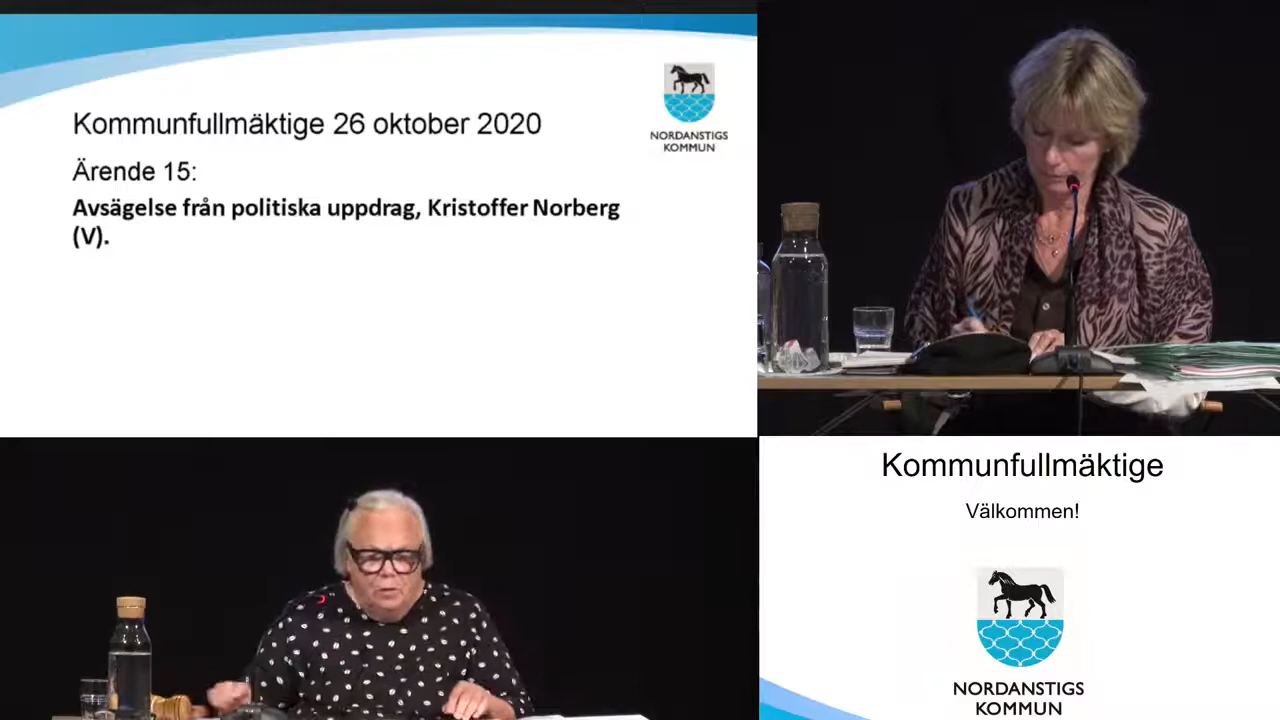 Kommunfullmäktige 26 oktober 2020
Ärende 15:
Avsägelse från politiska uppdrag, Kristoffer Norberg
(V).
NORDANSTIGS
KOMMUN
Kommunfullmäktige
Välkommen!
NORDANSTIGS
KOMMUN